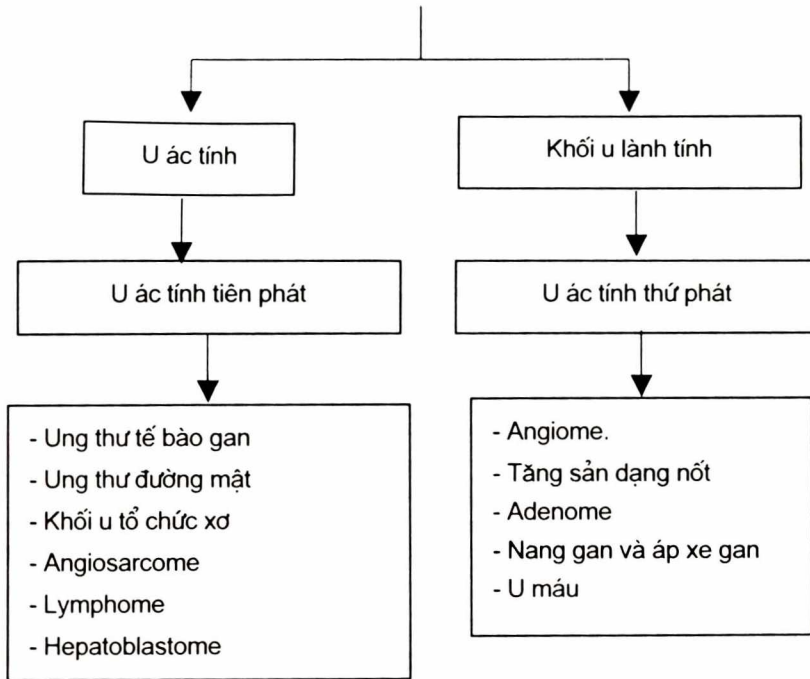 U ác tính
Khối u lành tính
U ác tính tiên phát
U ác tính thứ phát
- Ung thư tế bào gan
- Ung thư đường mật
- Khối u tổ chức xơ
- Angiosarcome
- Lymphome
- Hepatoblastome
- Angiome.
- Tăng sản dạng nốt
- Adenome
- Nang gan và áp xe gan
- U máu